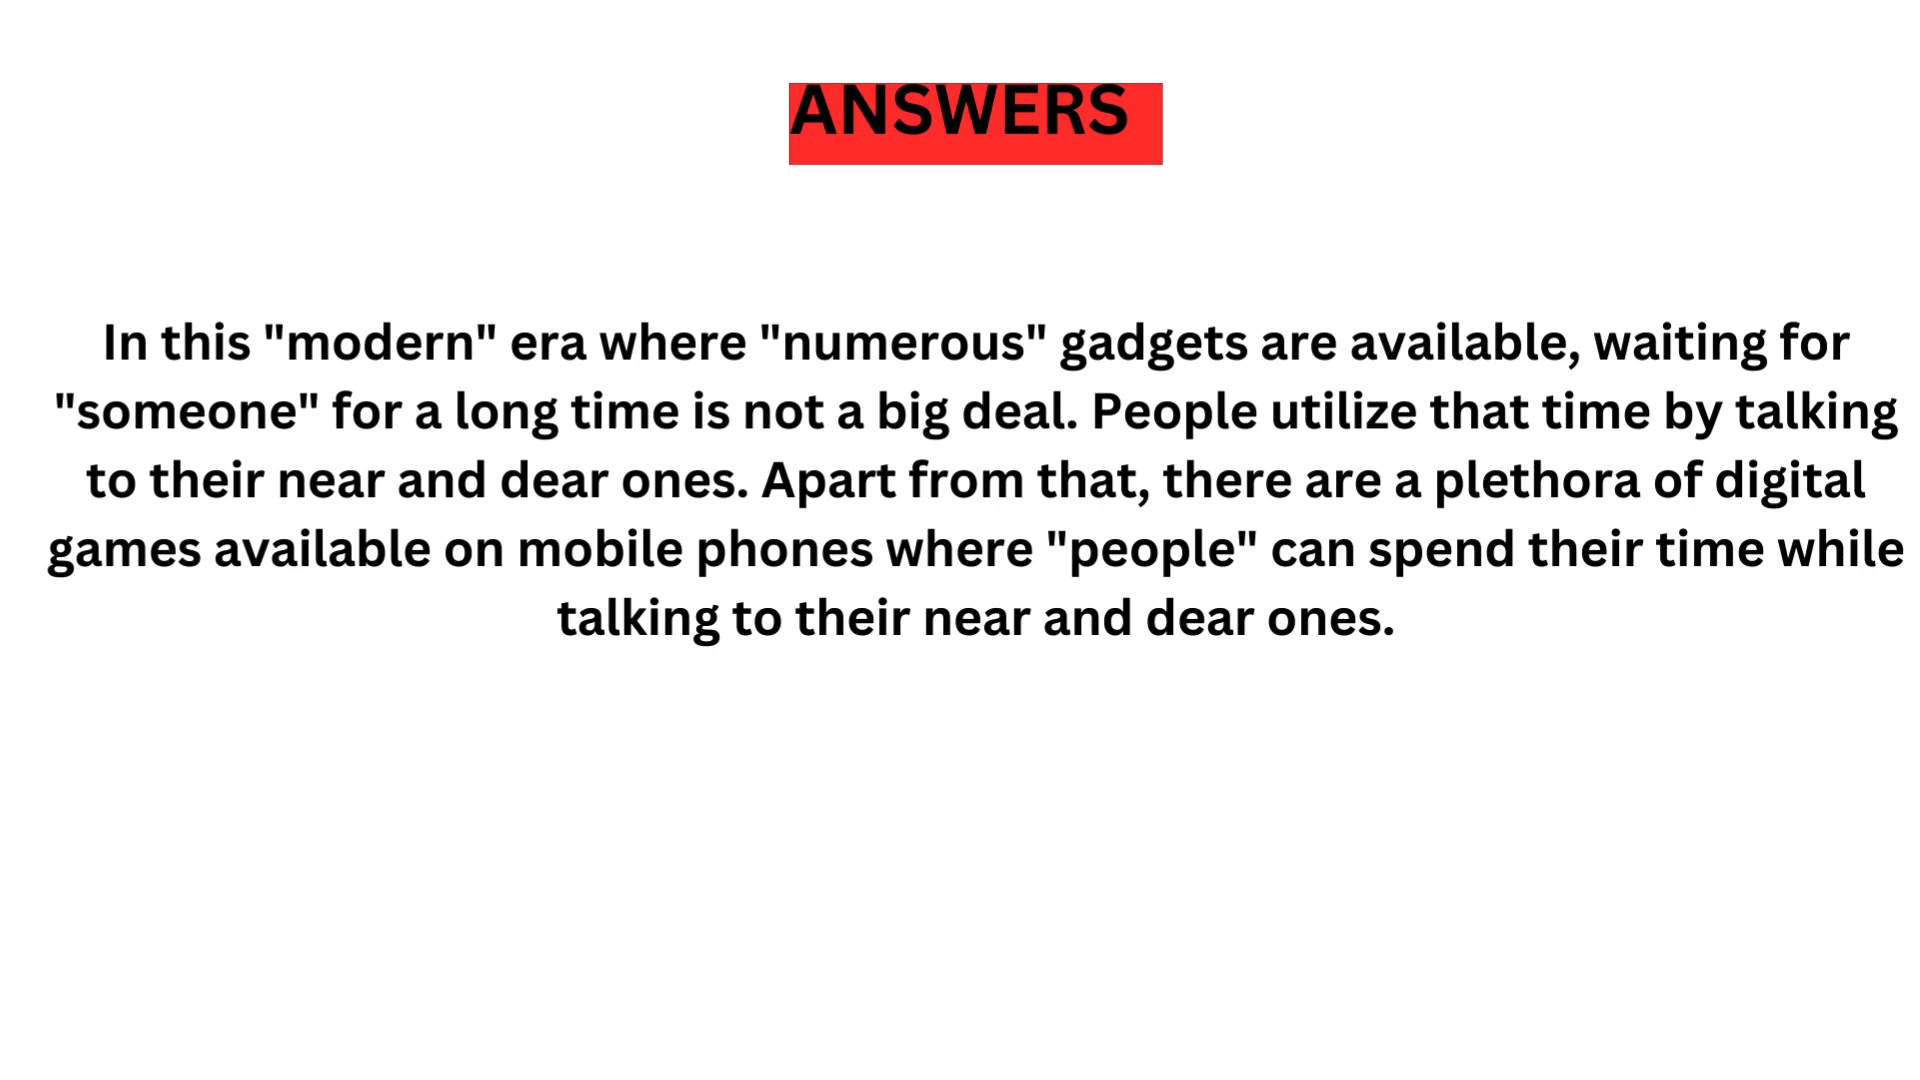 ANSWERS
In this "modern" era where "numerous" gadgets are available, waiting for
"someone" for a long time is not a big deal. People utilize that time by talking
to their near and dear ones. Apart from that, there are a plethora of digital
games available on mobile phones where "people" can spend their time while
talking to their near and dear ones.